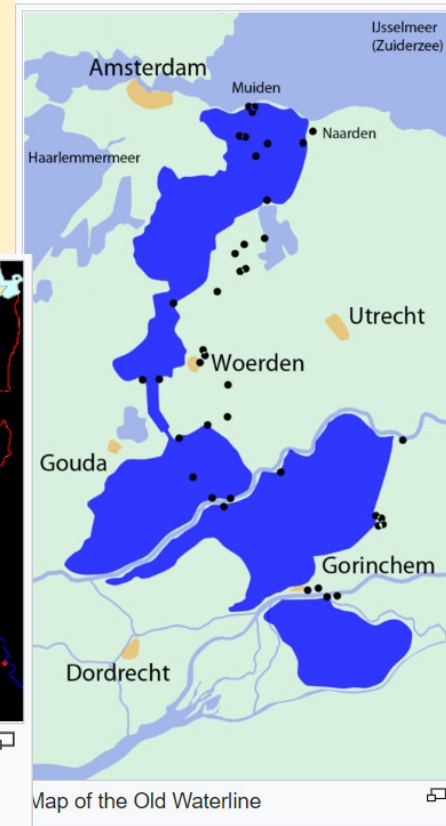 IJsselmeer
(Zuiderzee)
Amsterdam
Muiden
Naarden
Haarlemmermeer
Utrecht
Woerden
Gouda
Gorinchem
Dordrecht
Map of the Old Waterline